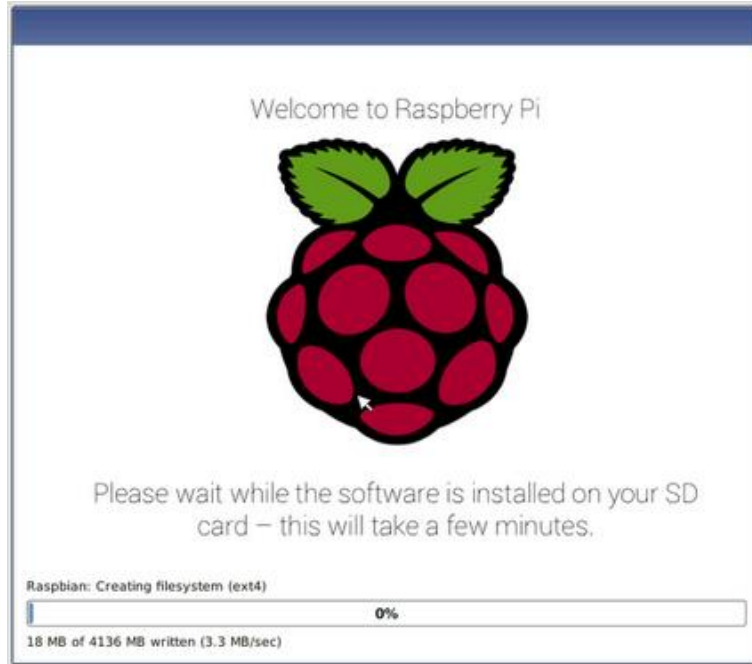 Welcome to Raspberry Pi
Please wait while the software is installed on your SD
card – this will take a few minutes.
Raspbian: Creating filesystem (ext4)
0%
18 MB of 4136 MB written (3.3 MB/sec)